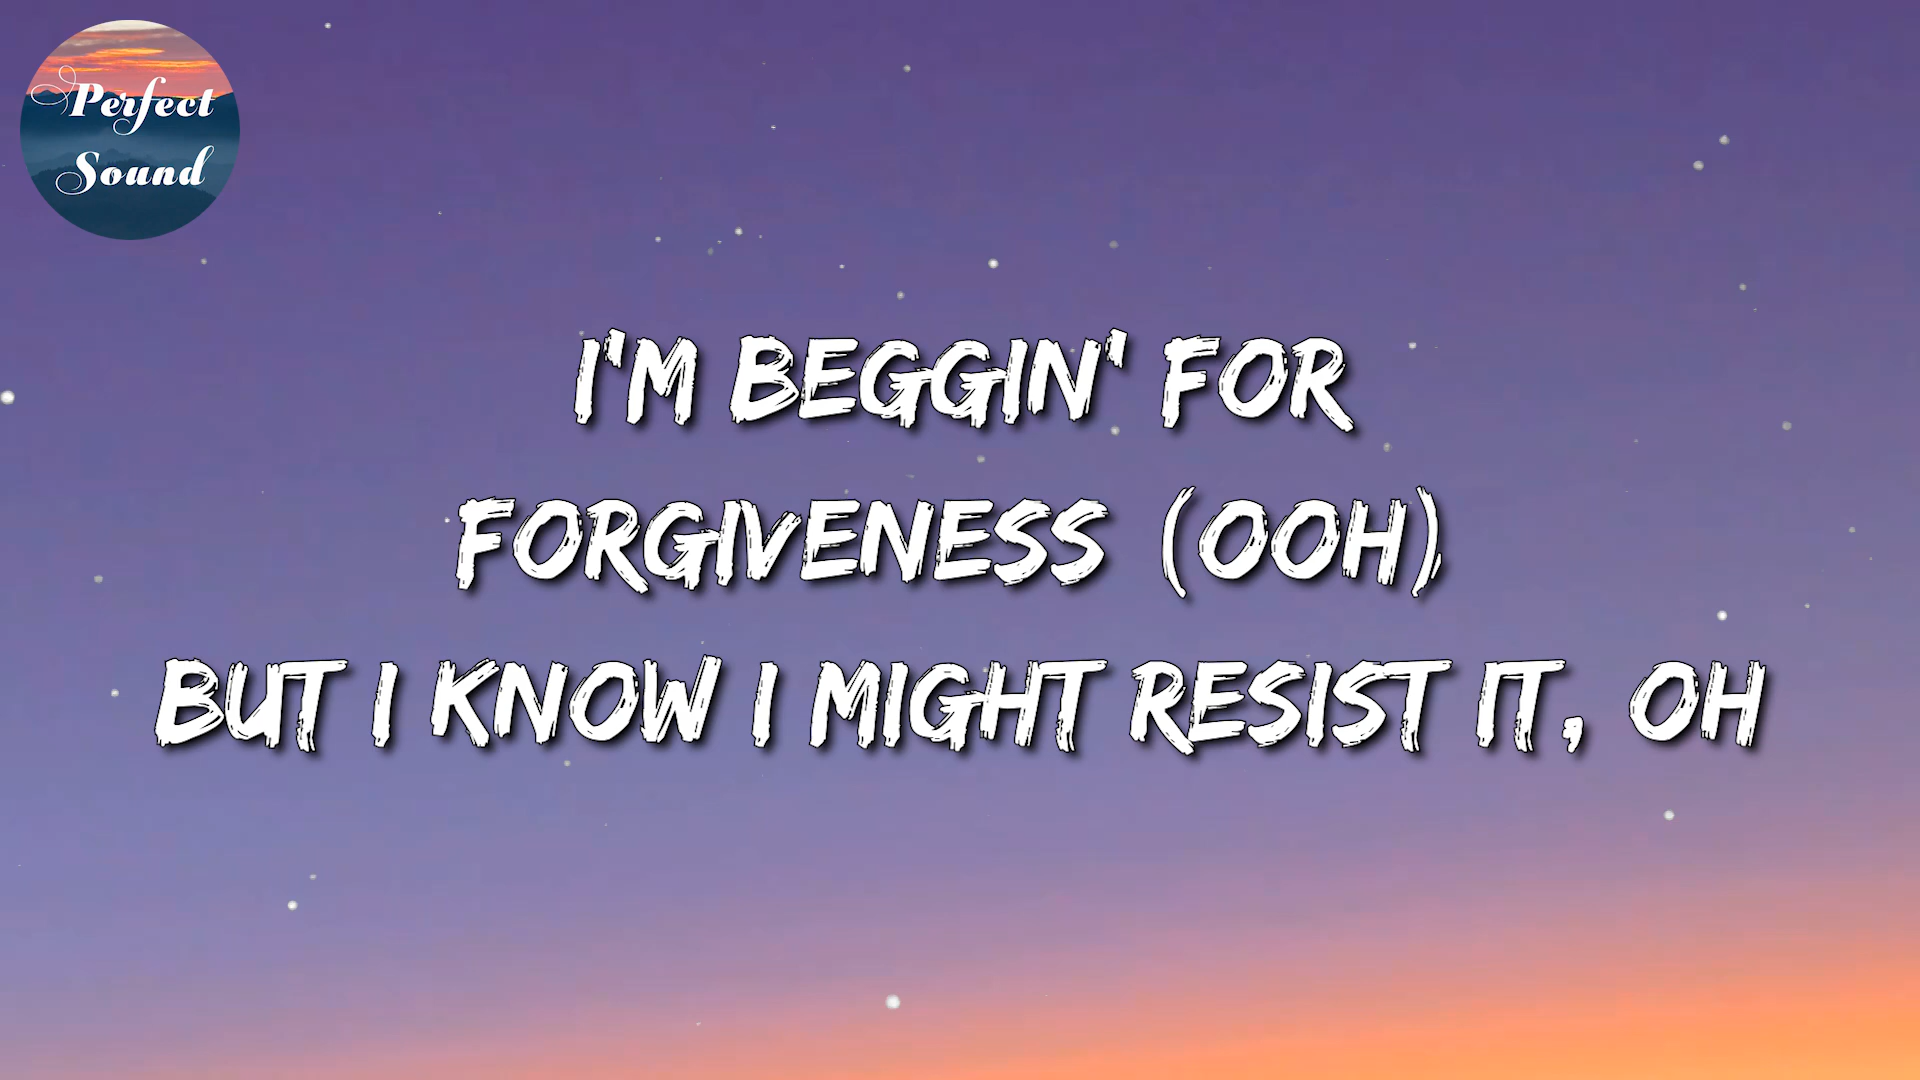 Perfect
Sound
I'M BEGGIN' FOR
FORGIVENESS (OOH)
BUT I KNOW I MIGHT RESIST IT, OH